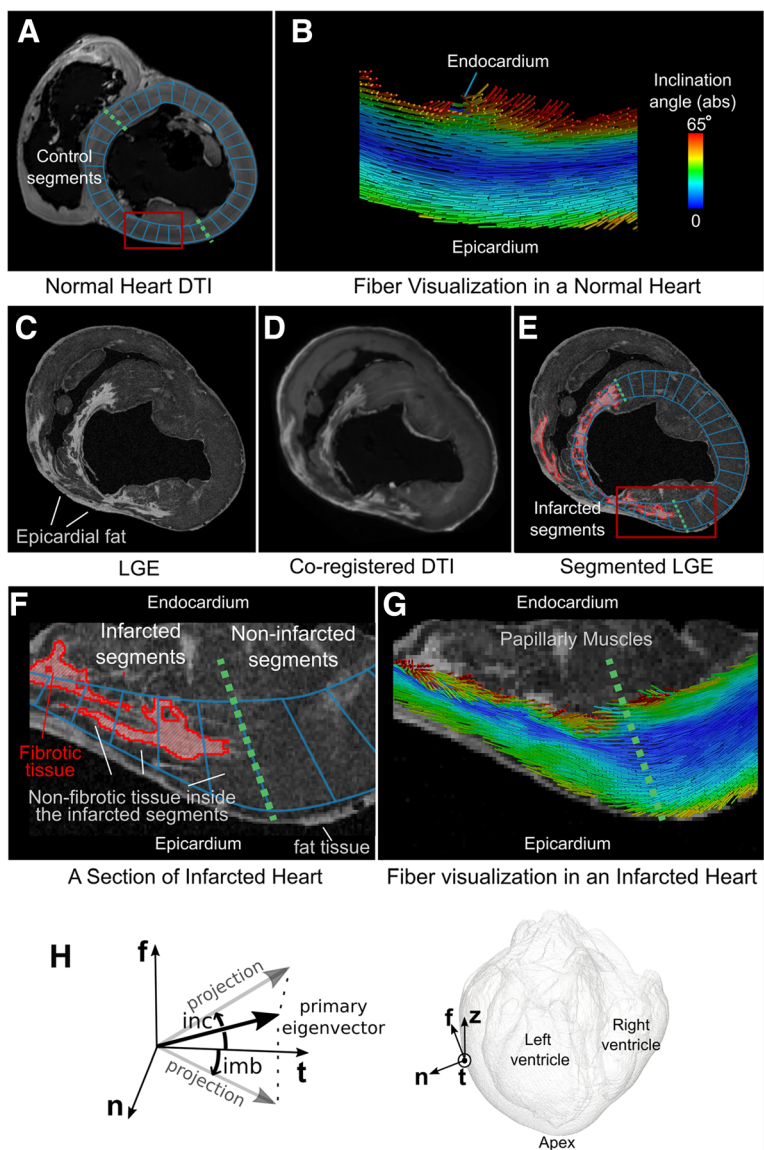 A
Control
segments
B
Endocardium
Epicardium
Inclination
angle (abs)
65°
0
Normal Heart DTI
Fiber Visualization in a Normal Heart
C
Epicardial fat
D
E
Infarcted
segments
LGE
Co-registered DTI
Segmented LGE
F
Endocardium
Infarcted
segments
Non-infarcted
segments
Fibrotic
tissue
Non-fibrotic tissue inside
the infarcted segments
Epicardium
fat tissue
G
Endocardium
Papillarly Muscles
Epicardium
A Section of Infarcted Heart
Fiber visualization in an Infarcted Heart
H
f
projection
inc
primary
eigenvector
imb
t
projection
n
f
z
n
t
Left
ventricle
Right
ventricle
Apex